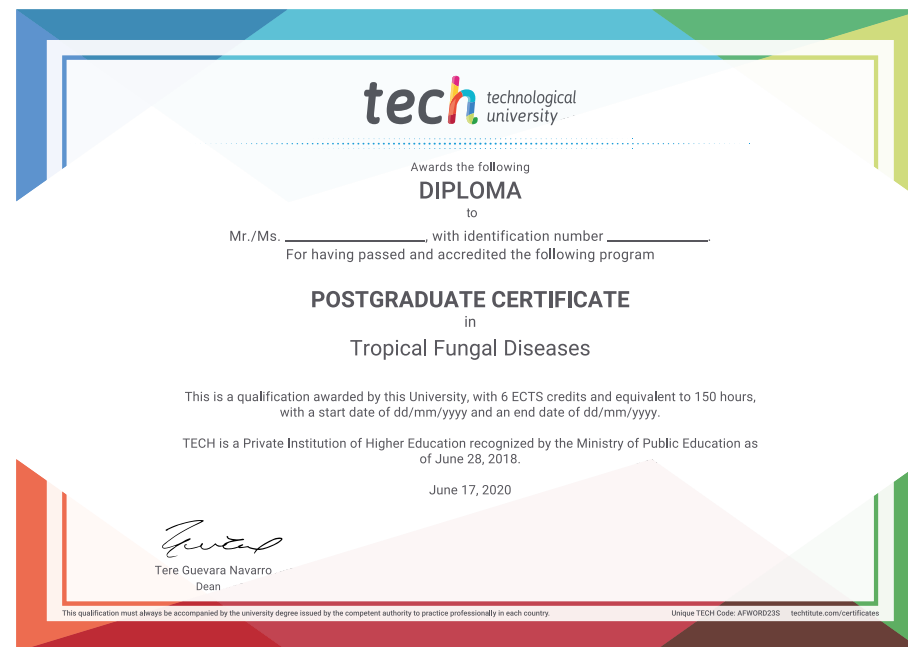 tech technological
university
Awards the following
DIPLOMA
to
Mr./Ms. ____________, with identification number ____________.
For having passed and accredited the following program
POSTGRADUATE CERTIFICATE
in
Tropical Fungal Diseases
This is a qualification awarded by this University, with 6 ECTS credits and equivalent to 150 hours,
with a start date of dd/mm/yyyy and an end date of dd/mm/yyyy.
TECH is a Private Institution of Higher Education recognized by the Ministry of Public Education as
of June 28, 2018.
June 17, 2020
Tere Guevara Navarro
Dean
This qualification must always be accompanied by the university degree issued by the competent authority to practice professionally in each country.
Unique TECH Code: AFWORD23S techtitute.com/certificates